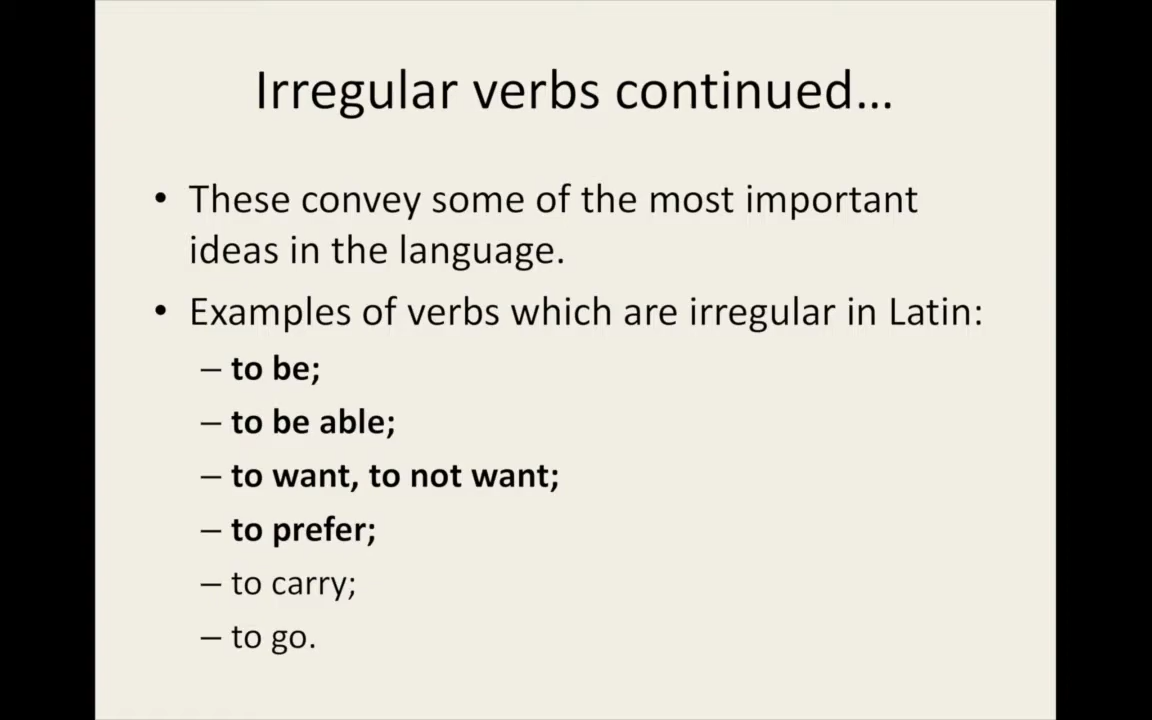 Irregular verbs continued…
• These convey some of the most important
ideas in the language.
• Examples of verbs which are irregular in Latin:
– to be;
– to be able;
– to want, to not want;
– to prefer;
– to carry;
– to go.